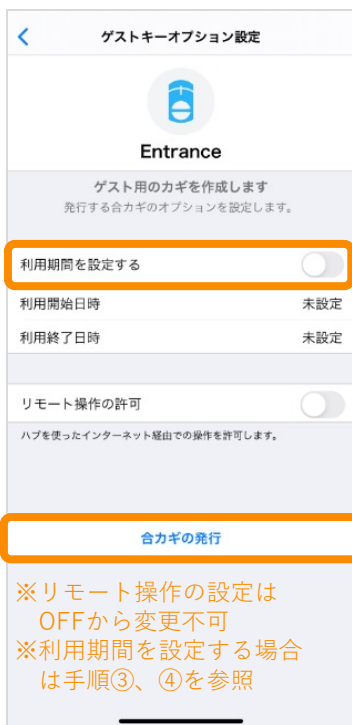 ゲストキーオプション設定
Entrance
ゲスト用のカギを作成します
発行する合カギのオプションを設定します。
利用期間を設定する
利用開始日時 未設定
利用終了日時 未設定
リモート操作の許可
ハブを使ったインターネット経由での操作を許可します。
合カギの発行
※リモート操作の設定は
OFFから変更不可
※利用期間を設定する場合
は手順③、④を参照